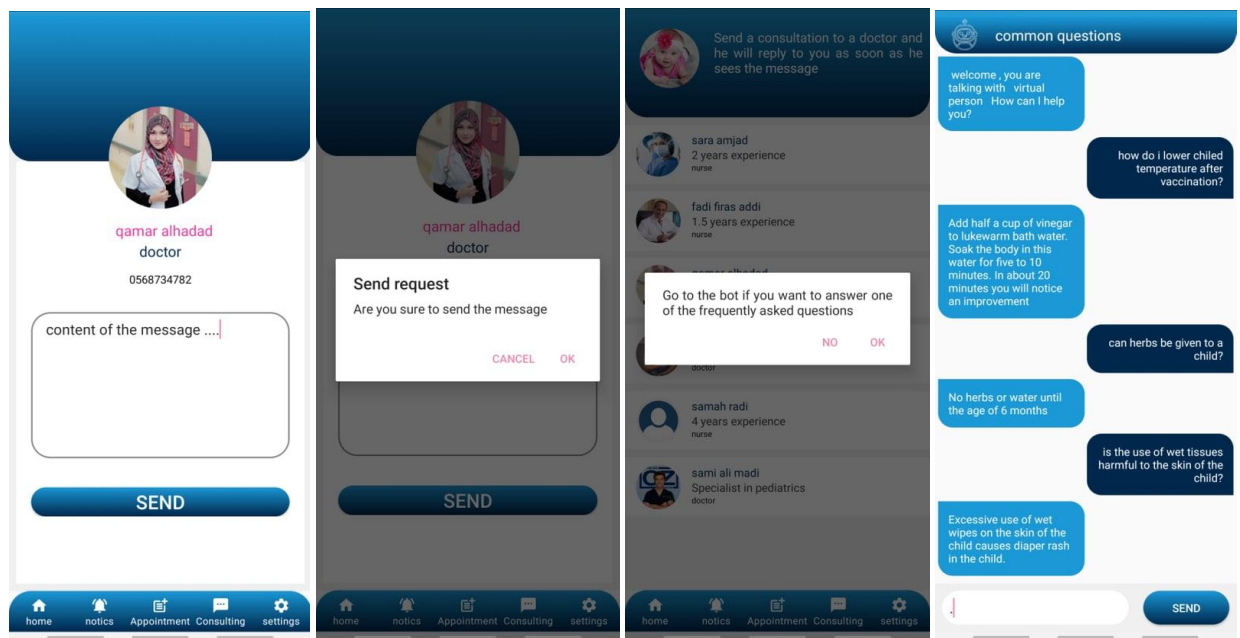 qamar alhadad
doctor
0568734782
content of the message ....
SEND
home
notics
Appointment
Consulting
settings
qamar alhadad
doctor
Send request
Are you sure to send the message
CANCEL
OK
SEND
home
notics
Appointment
Consulting
settings
Send a consultation to a doctor and
he will reply to you as soon as he
sees the message
sara amjad
2 years experience
nurse
fadi firas addi
1.5 years experience
nurse
Go to the bot if you want to answer one
of the frequently asked questions
NO
OK
doctor
samah radi
4 years experience
nurse
sami ali madi
Specialist in pediatrics
doctor
home
notics
Appointment
Consulting
settings
common questions
welcome , you are
talking with virtual
person How can I help
you?
how do i lower chiled
temperature after
vaccination?
Add half a cup of vinegar
to lukewarm bath water.
Soak the body in this
water for five to 10
minutes. In about 20
minutes you will notice
an improvement
can herbs be given to a
child?
No herbs or water until
the age of 6 months
is the use of wet tissues
harmful to the skin of the
child?
Excessive use of wet
wipes on the skin of the
child causes diaper rash
in the child.
.
SEND